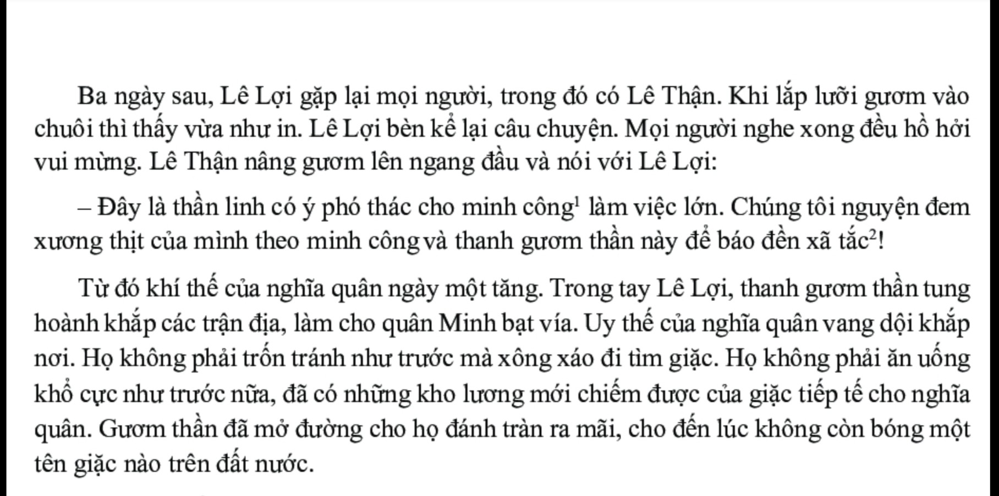 Ba ngày sau, Lê Lợi gặp lại mọi người, trong đó có Lê Thận. Khi lắp lưỡi gươm vào
chuôi thì thấy vừa như in. Lê Lợi bèn kể lại câu chuyện. Mọi người nghe xong đều hồ hởi
vui mừng. Lê Thận nâng gươm lên ngang đầu và nói với Lê Lợi:
– Đây là thần linh có ý phó thác cho minh công¹ làm việc lớn. Chúng tôi nguyện đem
xương thịt của mình theo minh công và thanh gươm thần này để báo đền xã tắc²!
Từ đó khí thế của nghĩa quân ngày một tăng. Trong tay Lê Lợi, thanh gươm thần tung
hoành khắp các trận địa, làm cho quân Minh bạt vía. Uy thế của nghĩa quân vang dội khắp
nơi. Họ không phải trốn tránh như trước mà xông xáo đi tìm giặc. Họ không phải ăn uống
khổ cực như trước nữa, đã có những kho lương mới chiếm được của giặc tiếp tế cho nghĩa
quân. Gươm thần đã mở đường cho họ đánh tràn ra mãi, cho đến lúc không còn bóng một
tên giặc nào trên đất nước.